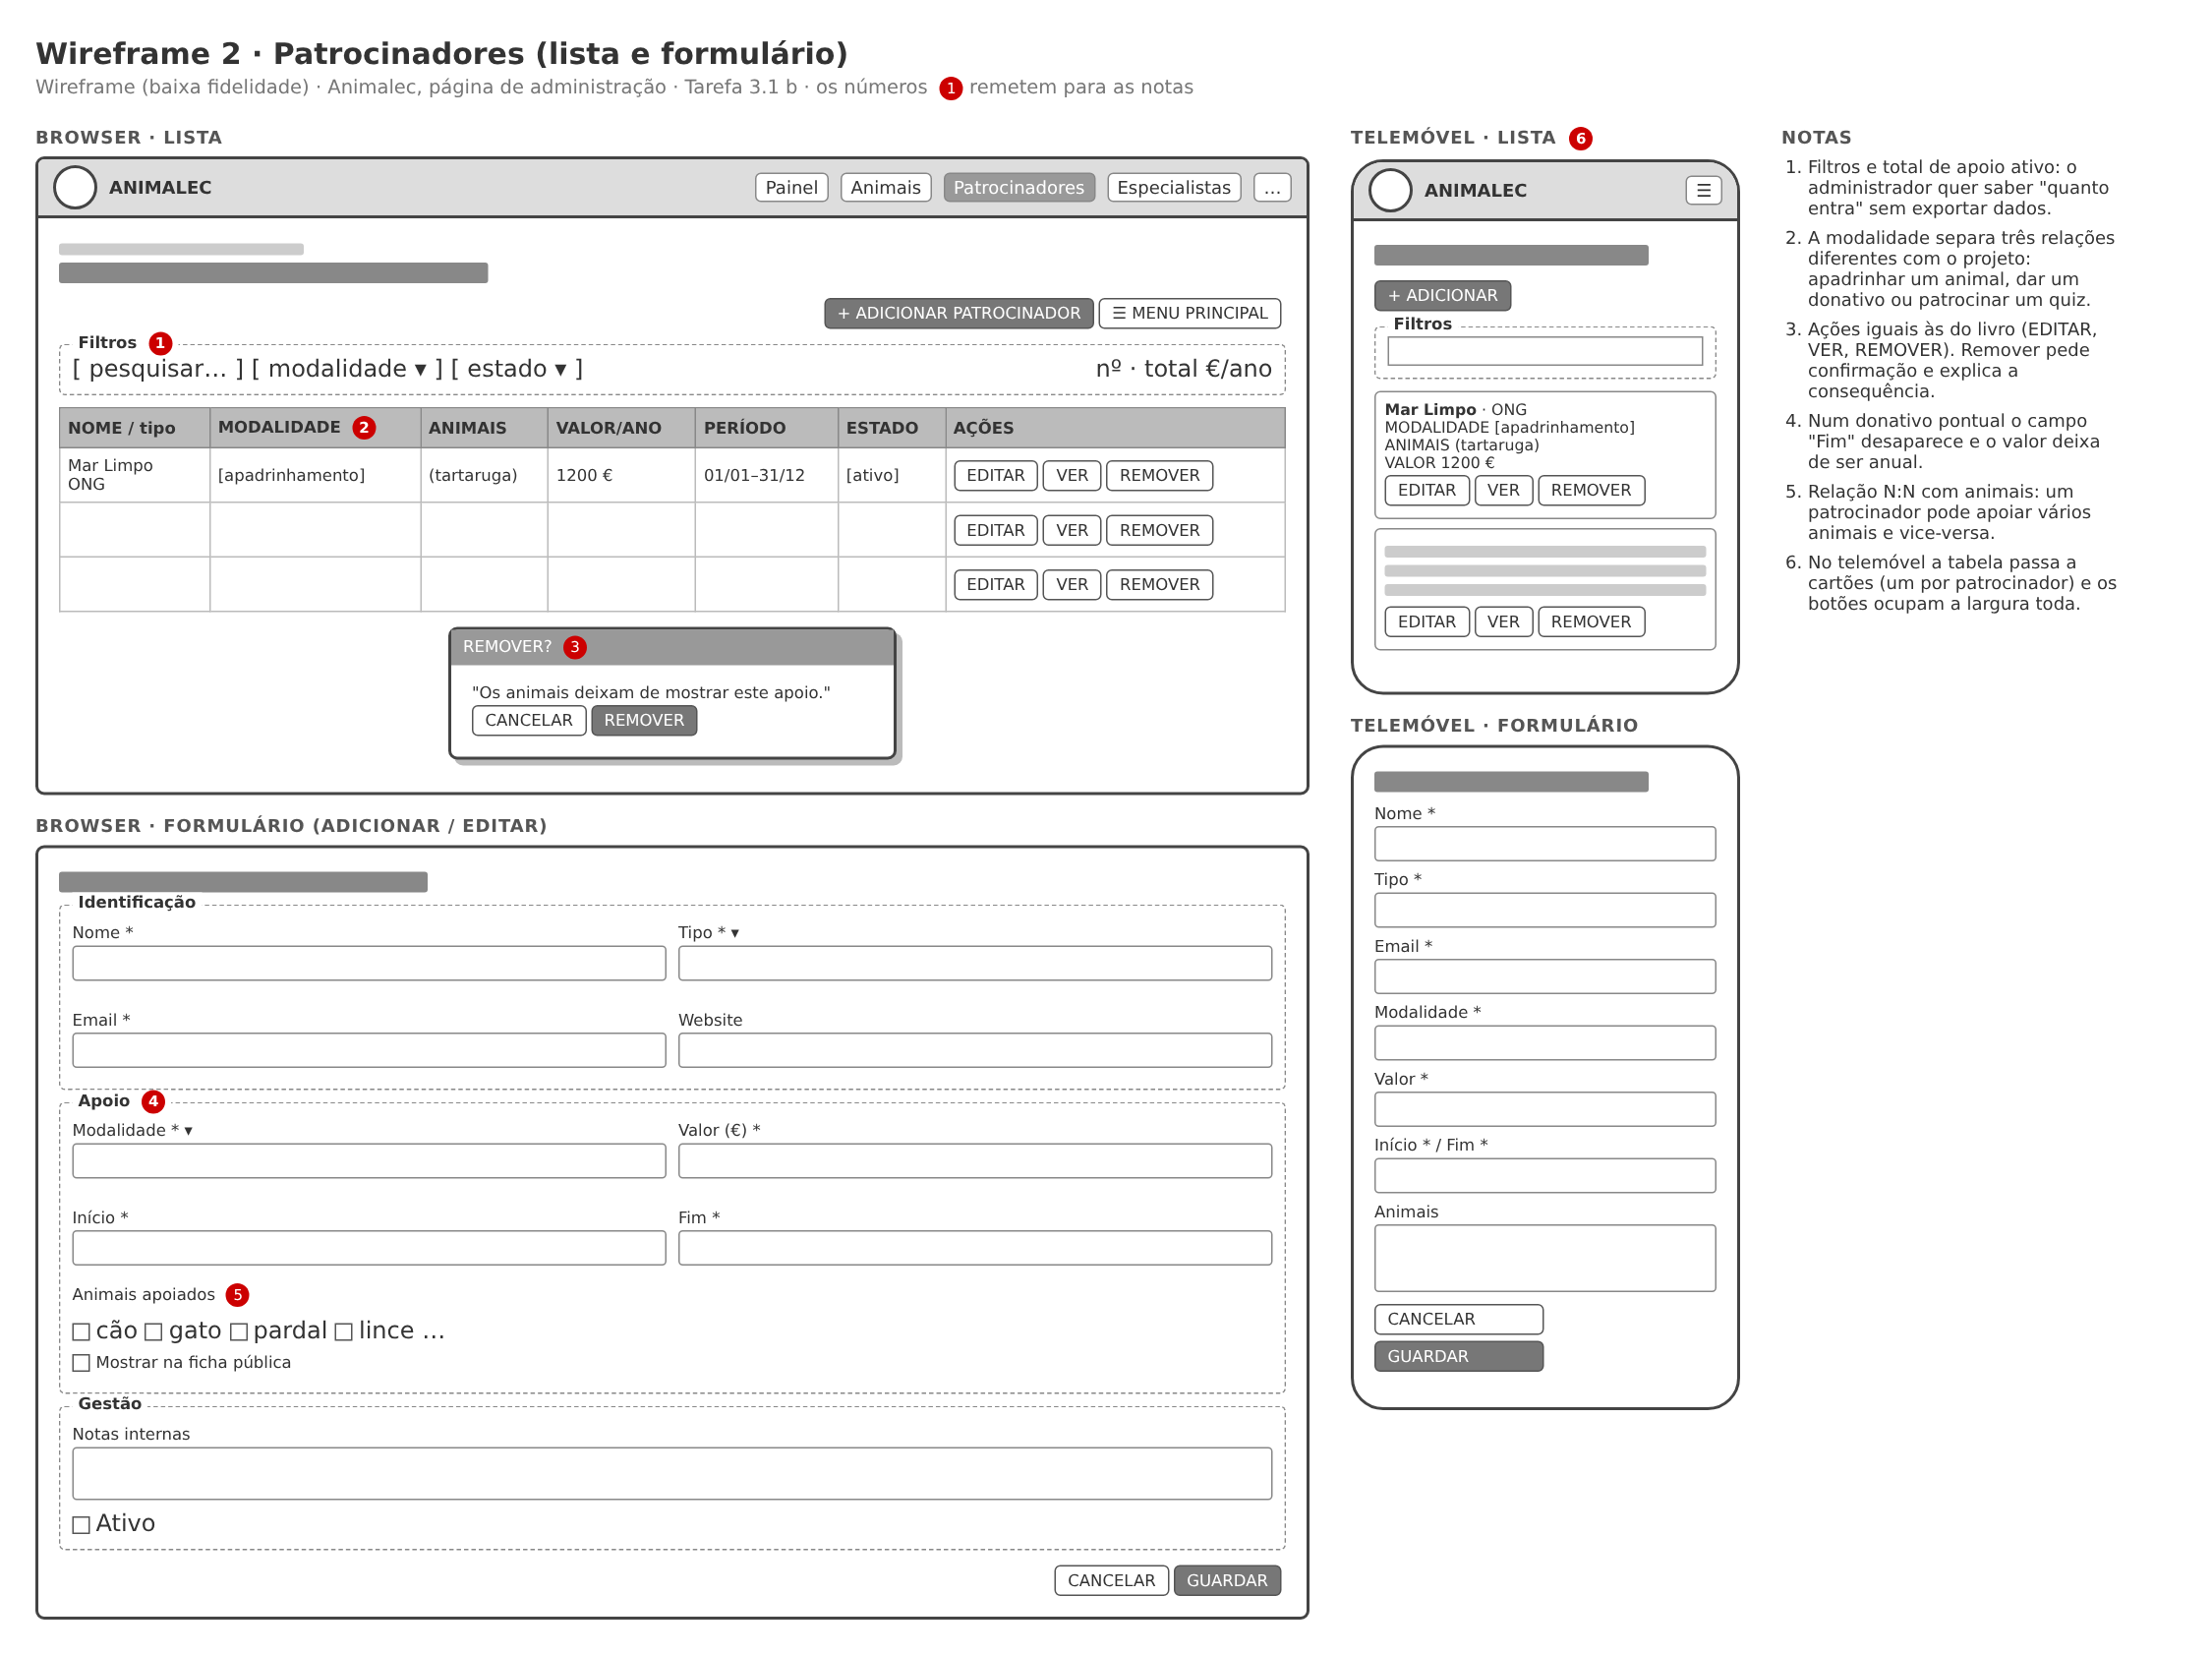 Wireframe 2 · Patrocinadores (lista e formulário)
Wireframe (baixa fidelidade) · Animalec, página de administração · Tarefa 3.1 b · os números 1 remetem para as notas
BROWSER · LISTA
ANIMALEC
Painel Animais Patrocinadores Especialistas ...
+ ADICIONAR PATROCINADOR ☰ MENU PRINCIPAL
Filtros 1
[ pesquisar... ] [ modalidade ▾ ] [ estado ▾ ] nº · total €/ano
NOME / tipo MODALIDADE 2 ANIMAIS VALOR/ANO PERÍODO ESTADO AÇÕES
Mar Limpo
ONG
[apadrinhamento] (tartaruga) 1200 € 01/01–31/12 [ativo] EDITAR VER REMOVER
EDITAR VER REMOVER
EDITAR VER REMOVER
REMOVER? 3
"Os animais deixam de mostrar este apoio."
CANCELAR REMOVER
BROWSER · FORMULÁRIO (ADICIONAR / EDITAR)
Identificação
Nome * Tipo * ▾
Email * Website
Apoio 4
Modalidade * ▾ Valor (€) *
Início * Fim *
Animais apoiados 5
☐ cão ☐ gato ☐ pardal ☐ lince ...
☐ Mostrar na ficha pública
Gestão
Notas internas
☐ Ativo
CANCELAR GUARDAR
TELEMÓVEL · LISTA 6
ANIMALEC ☰
+ ADICIONAR
Filtros
Mar Limpo · ONG
MODALIDADE [apadrinhamento]
ANIMAIS (tartaruga)
VALOR 1200 €
EDITAR VER REMOVER
EDITAR VER REMOVER
TELEMÓVEL · FORMULÁRIO
Nome *
Tipo *
Email *
Modalidade *
Valor *
Início * / Fim *
Animais
CANCELAR
GUARDAR
NOTAS
1. Filtros e total de apoio ativo: o
administrador quer saber "quanto
entra" sem exportar dados.
2. A modalidade separa três relações
diferentes com o projeto:
apadrinhar um animal, dar um
donativo ou patrocinar um quiz.
3. Ações iguais às do livro (EDITAR,
VER, REMOVER). Remover pede
confirmação e explica a
consequência.
4. Num donativo pontual o campo
"Fim" desaparece e o valor deixa
de ser anual.
5. Relação N:N com animais: um
patrocinador pode apoiar vários
animais e vice-versa.
6. No telemóvel a tabela passa a
cartões (um por patrocinador) e os
botões ocupam a largura toda.